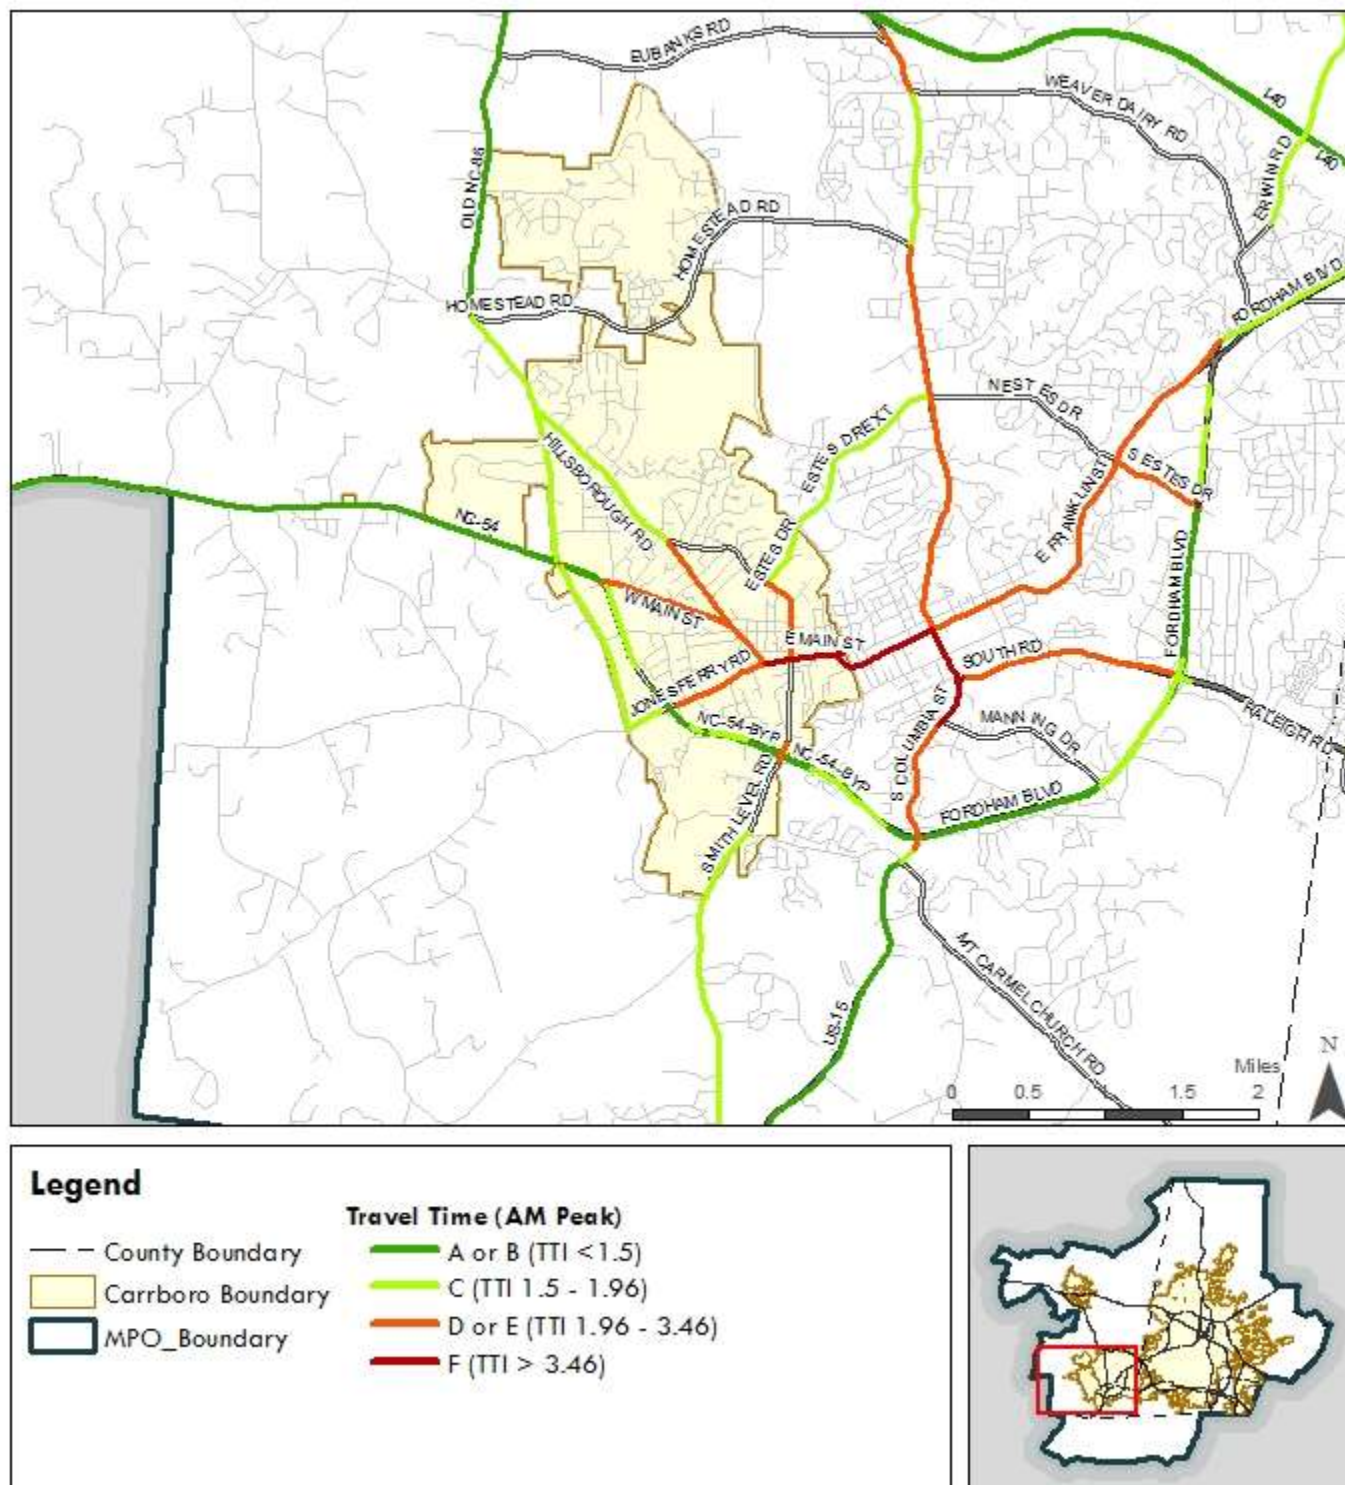 EUBANKS RD
WEAVER DAIRY RD
I-40
I-40
ERWIN RD
OLD NC-86
HOMESTEAD RD
HOMESTEAD RD
FORDHAM BLVD
N ESTES DR
ESTES DR EXT
HILLSBOROUGH RD
S ESTES DR
E FRANKLIN ST
NC-54
ESTES DR
W MAIN ST
E MAIN ST
FORDHAM BLVD
SOUTH RD
JONES FERRY RD
RALEIGH RD
NC-54-BYP
MANNING DR
NC-54-BYP
S COLUMBIA ST
FORDHAM BLVD
SMITH LEVEL RD
MT CARMEL CHURCH RD
US-15
N
Miles
0 0.5 1 1.5 2
Legend
Travel Time (AM Peak)
County Boundary
A or B (TTI <1.5)
Carrboro Boundary
C (TTI 1.5 - 1.96)
MPO_Boundary
D or E (TTI 1.96 - 3.46)
F (TTI > 3.46)